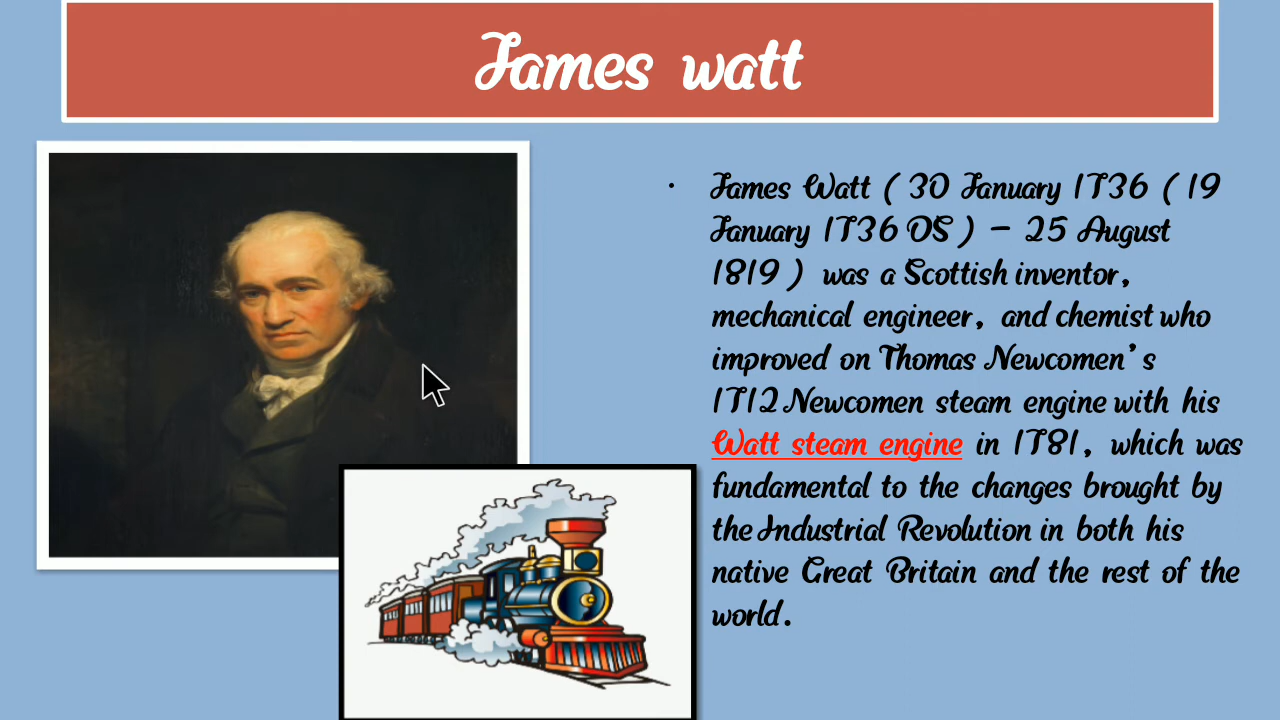 James watt
• James Watt ( 30 January 1736 ( 19
January 1736 OS ) – 25 August
1819 ) was a Scottish inventor,
mechanical engineer, and chemist who
improved on Thomas Newcomen's
1712 Newcomen steam engine with his
Watt steam engine in 1781, which was
fundamental to the changes brought by
the Industrial Revolution in both his
native Great Britain and the rest of the
world.